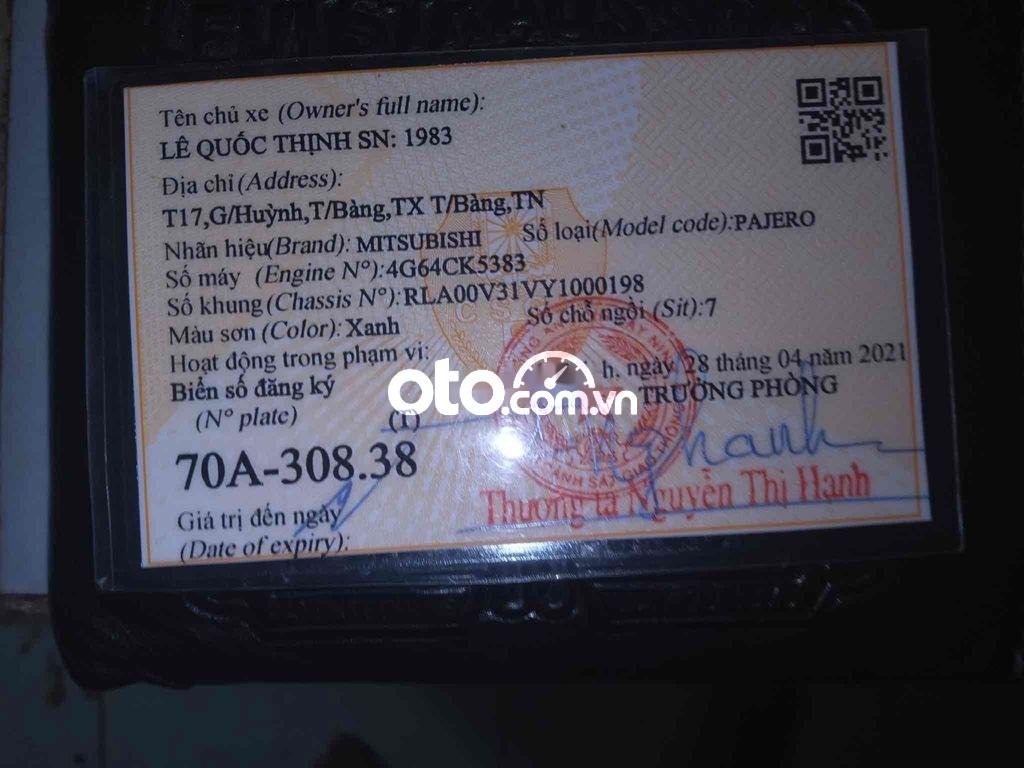 Tên chủ xe (Owner's full name):
LÊ QUỐC THỊNH SN: 1983
Địa chỉ (Address):
T17,G/Huỳnh,T/Bàng,TX T/Bàng,TN
Nhãn hiệu(Brand): MITSUBISHI Số loại(Model code):PAJERO
Số máy (Engine N°):4G64CK5383
Số khung (Chassis N°):RLA00V31VY1000198
Màu sơn (Color): Xanh Số chỗ ngồi (Sit):7
Hoạt động trong phạm vi:
h, ngày 28 tháng 04 năm 2021
Biển số đăng ký TRƯỞNG PHÒNG
(N° plate) (T)
oto.com.vn
70A-308.38
Thượng tá Nguyễn Thị Hạnh
Giá trị đến ngày
(Date of expiry):